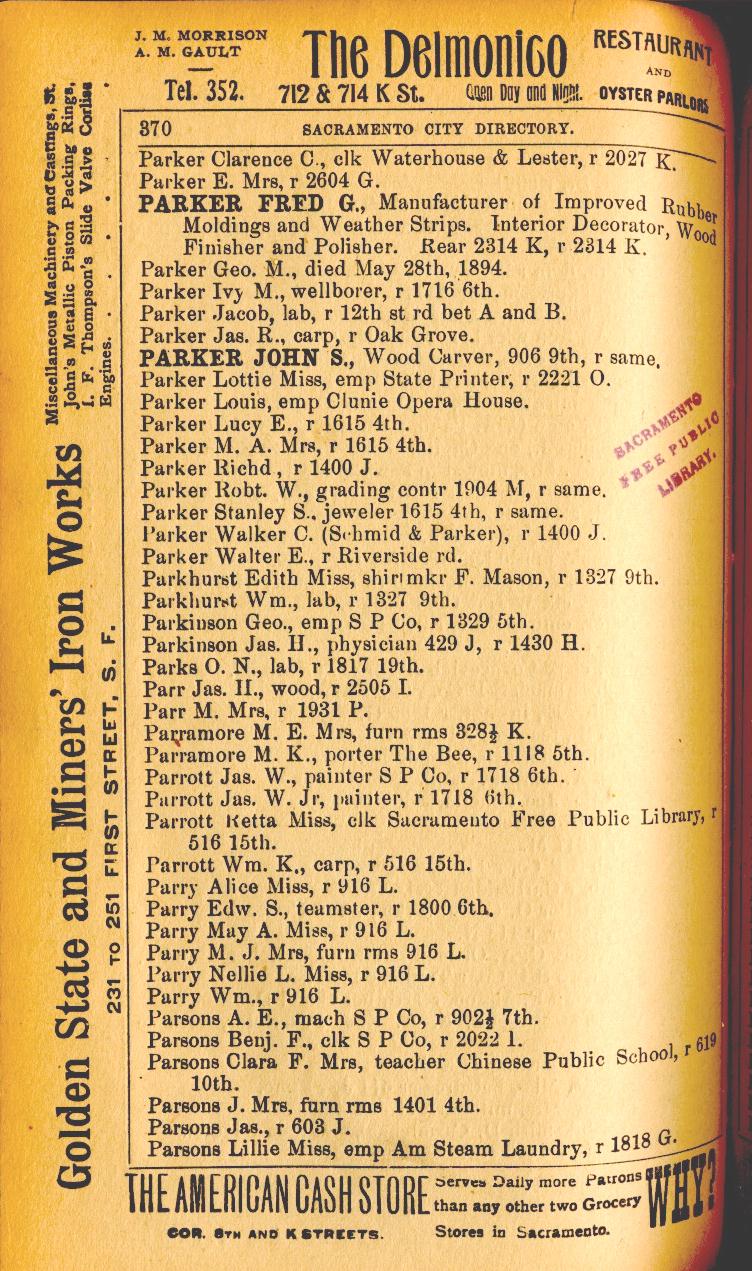 J. M. MORRISON
A. M. GAULT
Tel. 352.
The Delmonico
712 & 714 K St. Open Day and Night.
RESTAURANT
AND
OYSTER PARLORS
Miscellaneous Machinery and Castings, St.
John's Metallic Piston Packing Rings,
I. F. Thompson's Slide Valve Corliss
Engines. . . . . . .
Golden State and Miners' Iron Works
231 TO 251 FIRST STREET, S. F.
370 SACRAMENTO CITY DIRECTORY.
Parker Clarence C., clk Waterhouse & Lester, r 2027 K.
Parker E. Mrs, r 2604 G.
PARKER FRED G., Manufacturer of Improved Rubber
Moldings and Weather Strips. Interior Decorator, Wood
Finisher and Polisher. Rear 2314 K, r 2314 K.
Parker Geo. M., died May 28th, 1894.
Parker Ivy M., wellborer, r 1716 6th.
Parker Jacob, lab, r 12th st rd bet A and B.
Parker Jas. R., carp, r Oak Grove.
PARKER JOHN S., Wood Carver, 906 9th, r same.
Parker Lottie Miss, emp State Printer, r 2221 O.
Parker Louis, emp Clunie Opera House.
Parker Lucy E., r 1615 4th.
Parker M. A. Mrs, r 1615 4th.
Parker Richd , r 1400 J.
Parker Robt. W., grading contr 1904 M, r same.
Parker Stanley S., jeweler 1615 4th, r same.
Parker Walker C. (Schmid & Parker), r 1400 J.
Parker Walter E., r Riverside rd.
Parkhurst Edith Miss, shirtmkr F. Mason, r 1327 9th.
Parkhurst Wm., lab, r 1327 9th.
Parkinson Geo., emp S P Co, r 1329 5th.
Parkinson Jas. H., physician 429 J, r 1430 H.
Parks O. N., lab, r 1817 19th.
Parr Jas. H., wood, r 2505 I.
Parr M. Mrs, r 1931 P.
Parramore M. E. Mrs, furn rms 328½ K.
Parramore M. K., porter The Bee, r 1118 5th.
Parrott Jas. W., painter S P Co, r 1718 6th.
Parrott Jas. W. Jr, painter, r 1718 6th.
Parrott Retta Miss, clk Sacramento Free Public Library, r
516 15th.
Parrott Wm. K., carp, r 516 15th.
Parry Alice Miss, r 916 L.
Parry Edw. S., teamster, r 1800 6th.
Parry May A. Miss, r 916 L.
Parry M. J. Mrs, furn rms 916 L.
Parry Nellie L. Miss, r 916 L.
Parry Wm., r 916 L.
Parsons A. E., mach S P Co, r 902½ 7th.
Parsons Benj. F., clk S P Co, r 2022 I.
Parsons Clara F. Mrs, teacher Chinese Public School, r 619
10th.
Parsons J. Mrs, furn rms 1401 4th.
Parsons Jas., r 603 J.
Parsons Lillie Miss, emp Am Steam Laundry, r 1818 G.
SACRAMENTO
FREE PUBLIC
LIBRARY.
THE AMERICAN CASH STORE
COR. 8TH AND K STREETS.
Serves Daily more Patrons
than any other two Grocery
Stores in Sacramento.
WHY?